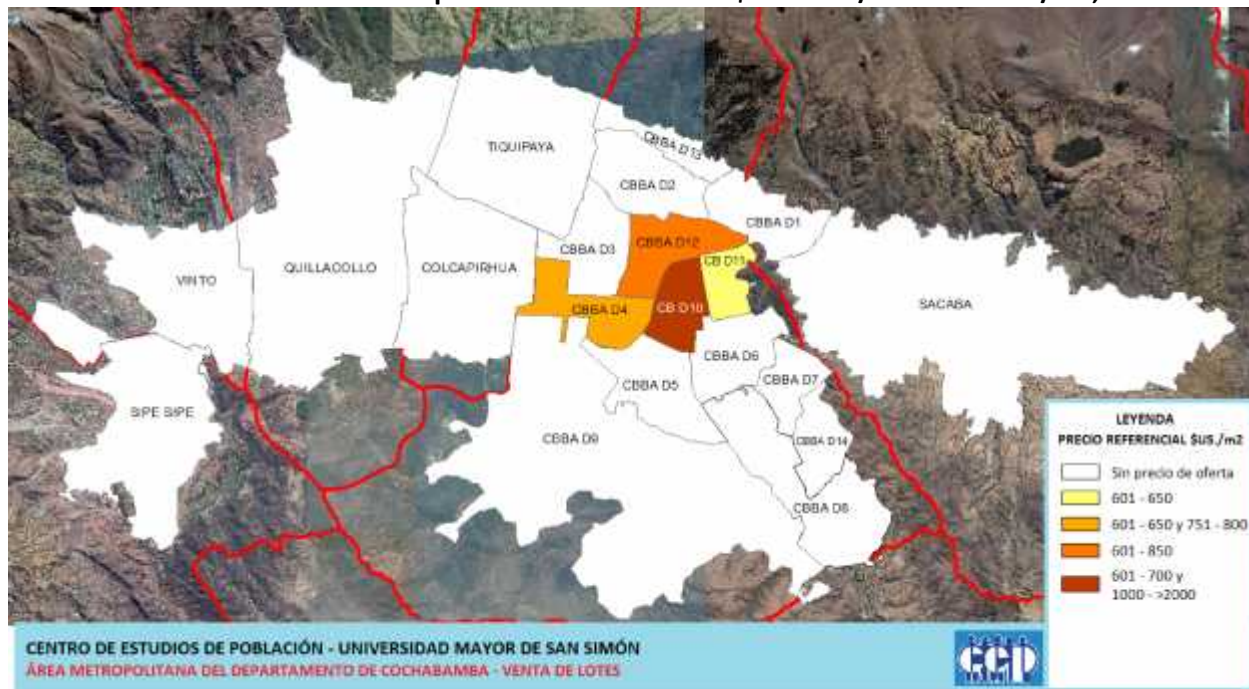 TIQUIPAYA
CBBA D13
CBBA D2
CBBA D1
CBBA D3
CBBA D12
CB D11
VINTO
QUILLACOLLO
COLCAPIRHUA
CBBA D4
CB D10
SACABA
CBBA D6
CBBA D7
CBBA D5
SIPE SIPE
CBBA D9
CBBA D14
CBBA D8
LEYENDA
PRECIO REFERENCIAL $US./m2
Sin precio de oferta
601 - 650
601 - 650 y 751 - 800
601 - 850
601 - 700 y
1000 - >2000
CENTRO DE ESTUDIOS DE POBLACIÓN - UNIVERSIDAD MAYOR DE SAN SIMÓN
ÁREA METROPOLITANA DEL DEPARTAMENTO DE COCHABAMBA - VENTA DE LOTES